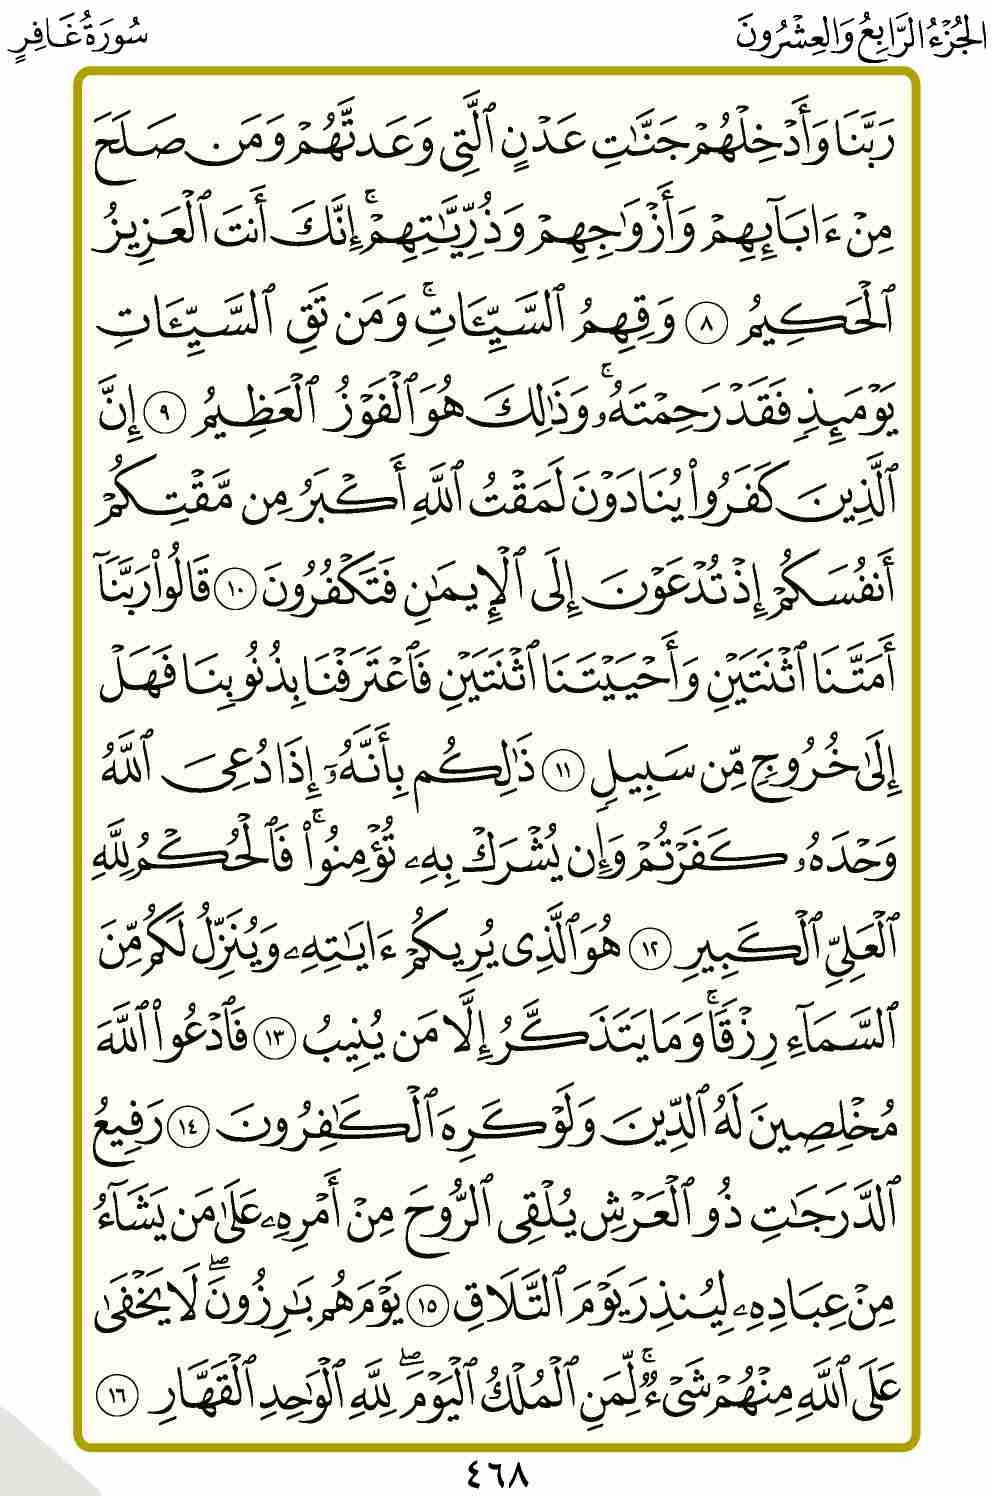 الجُزْءُ الرَّابِعُ وَالعِشْرُونَ
سُورَةُ غَافِرٍ
رَبَّنَا وَأَدْخِلْهُمْ جَنَّٰتِ عَدْنٍ ٱلَّتِى وَعَدتَّهُمْ وَمَن صَلَحَ
مِنْ ءَابَآئِهِمْ وَأَزْوَٰجِهِمْ وَذُرِّيَّٰتِهِمْ ۚ إِنَّكَ أَنتَ ٱلْعَزِيزُ
ٱلْحَكِيمُ ٨ وَقِهِمُ ٱلسَّيِّـَٔاتِ ۚ وَمَن تَقِ ٱلسَّيِّـَٔاتِ
يَوْمَئِذٍ فَقَدْ رَحِمْتَهُۥ ۚ وَذَٰلِكَ هُوَ ٱلْفَوْزُ ٱلْعَظِيمُ ٩ إِنَّ
ٱلَّذِينَ كَفَرُوا۟ يُنَادَوْنَ لَمَقْتُ ٱللَّهِ أَكْبَرُ مِن مَّقْتِكُمْ
أَنفُسَكُمْ إِذْ تُدْعَوْنَ إِلَى ٱلْإِيمَٰنِ فَتَكْفُرُونَ ١٠ قَالُوا۟ رَبَّنَآ
أَمَتَّنَا ٱثْنَتَيْنِ وَأَحْيَيْتَنَا ٱثْنَتَيْنِ فَٱعْتَرَفْنَا بِذُنُوبِنَا فَهَلْ
إِلَىٰ خُرُوجٍ مِّن سَبِيلٍ ١١ ذَٰلِكُم بِأَنَّهُۥٓ إِذَا دُعِىَ ٱللَّهُ
وَحْدَهُۥ كَفَرْتُمْ وَإِن يُشْرَكْ بِهِۦ تُؤْمِنُوا۟ ۚ فَٱلْحُكْمُ لِلَّهِ
ٱلْعَلِىِّ ٱلْكَبِيرِ ١٢ هُوَ ٱلَّذِى يُرِيكُمْ ءَايَٰتِهِۦ وَيُنَزِّلُ لَكُم مِّنَ
ٱلسَّمَآءِ رِزْقًا ۚ وَمَا يَتَذَكَّرُ إِلَّا مَن يُنِيبُ ١٣ فَٱدْعُوا۟ ٱللَّهَ
مُخْلِصِينَ لَهُ ٱلدِّينَ وَلَوْ كَرِهَ ٱلْكَٰفِرُونَ ١٤ رَفِيعُ
ٱلدَّرَجَٰتِ ذُو ٱلْعَرْشِ يُلْقِى ٱلرُّوحَ مِنْ أَمْرِهِۦ عَلَىٰ مَن يَشَآءُ
مِنْ عِبَادِهِۦ لِيُنذِرَ يَوْمَ ٱلتَّلَاقِ ١٥ يَوْمَ هُم بَٰرِزُونَ ۖ لَا يَخْفَىٰ
عَلَى ٱللَّهِ مِنْهُمْ شَىْءٌ ۚ لِّمَنِ ٱلْمُلْكُ ٱلْيَوْمَ ۖ لِلَّهِ ٱلْوَٰحِدِ ٱلْقَهَّارِ ١٦
٤٦٨